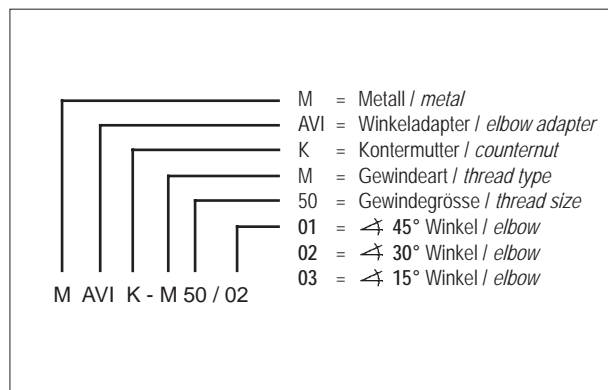 M = Metall / metal
AVI = Winkeladapter / elbow adapter
K = Kontermutter / counternut
M = Gewindeart / thread type
50 = Gewindegrösse / thread size
01 = ∢ 45° Winkel / elbow
02 = ∢ 30° Winkel / elbow
03 = ∢ 15° Winkel / elbow
M AVI K - M 50 / 02